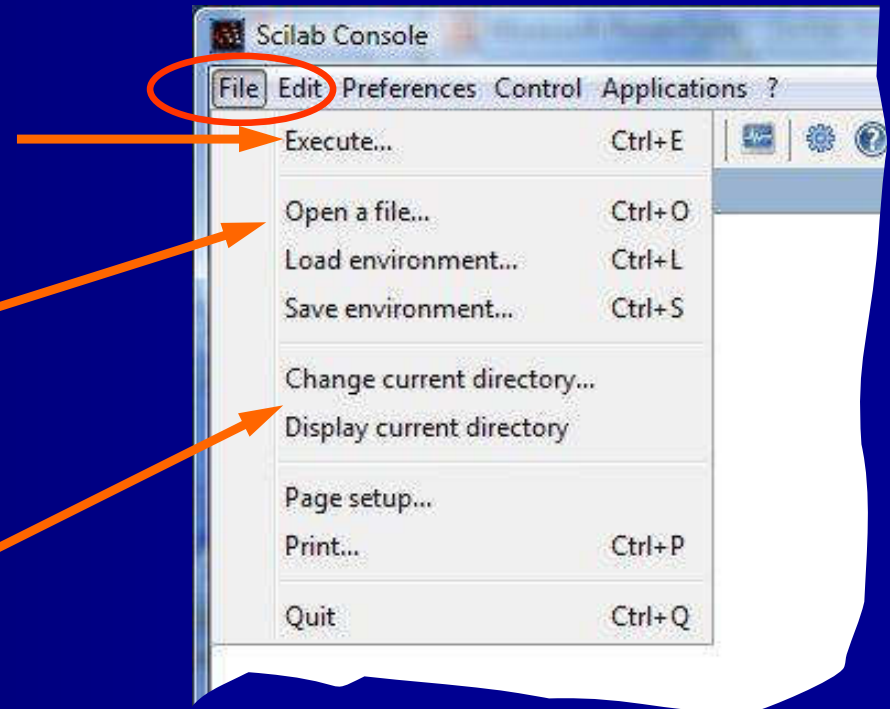 Scilab Console
File Edit Preferences Control Applications ?
Execute... Ctrl+E
Open a file... Ctrl+O
Load environment... Ctrl+L
Save environment... Ctrl+S
Change current directory...
Display current directory
Page setup...
Print... Ctrl+P
Quit Ctrl+Q